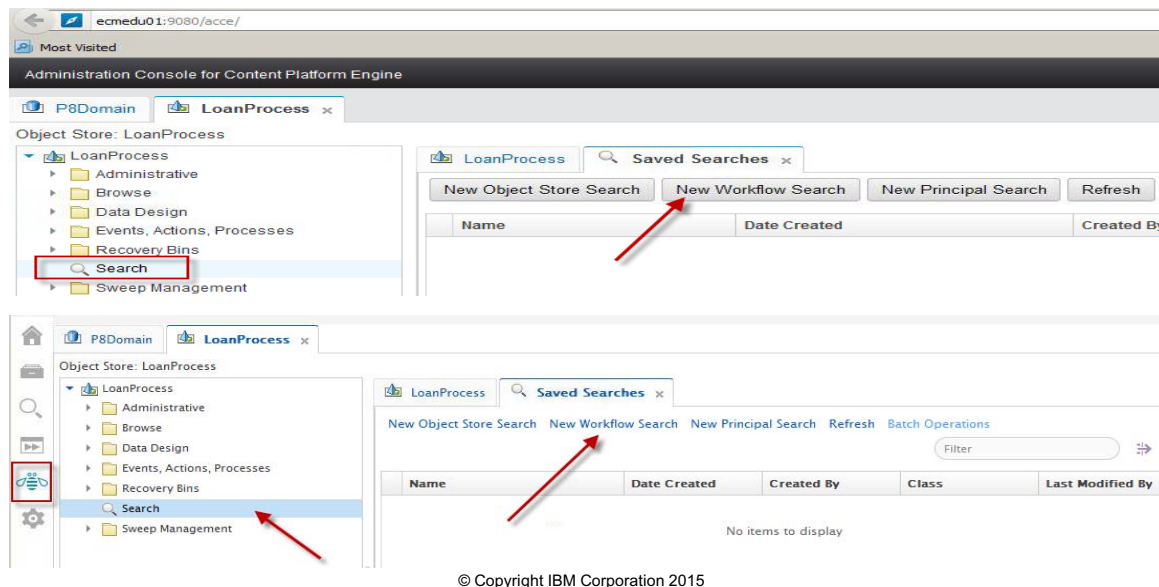 ecmedu01:9080/acce/
Most Visited
Administration Console for Content Platform Engine
P8Domain LoanProcess x
Object Store: LoanProcess
LoanProcess
Administrative
Browse
Data Design
Events, Actions, Processes
Recovery Bins
Search
Sweep Management
LoanProcess Saved Searches x
New Object Store Search New Workflow Search New Principal Search Refresh
Name Date Created Created By
P8Domain LoanProcess x
Object Store: LoanProcess
LoanProcess
Administrative
Browse
Data Design
Events, Actions, Processes
Recovery Bins
Search
Sweep Management
LoanProcess Saved Searches x
New Object Store Search New Workflow Search New Principal Search Refresh Batch Operations
Filter
Name Date Created Created By Class Last Modified By
No items to display
© Copyright IBM Corporation 2015